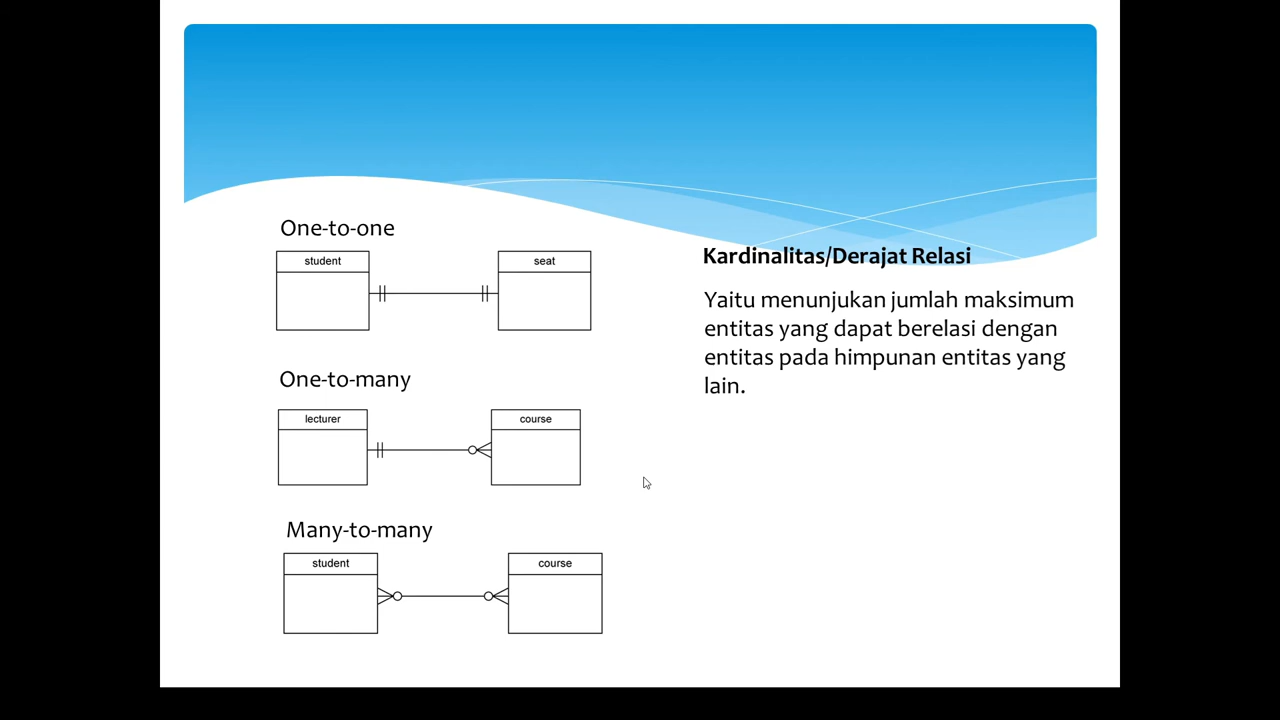 One-to-one
student
seat
One-to-many
lecturer
course
Many-to-many
student
course
Kardinalitas/Derajat Relasi
Yaitu menunjukan jumlah maksimum
entitas yang dapat berelasi dengan
entitas pada himpunan entitas yang
lain.